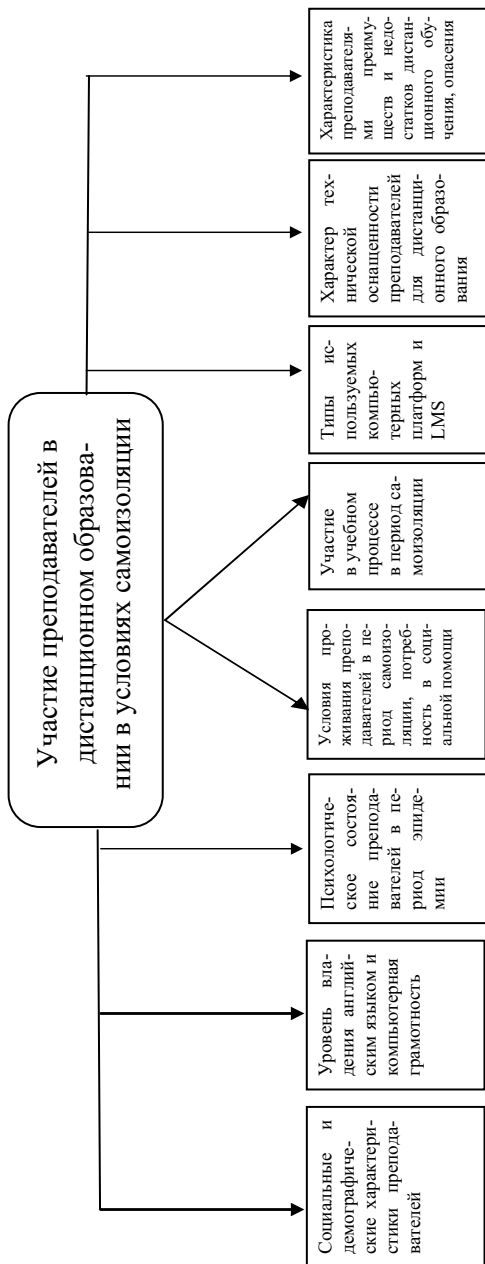 Участие преподавателей в
дистанционном образова-
нии в условиях самоизоляции
Социальные и
демографиче-
ские характери-
стики препода-
вателей
Уровень вла-
дения англий-
ским языком и
компьютерная
грамотность
Психологиче-
ское состоя-
ние препода-
вателей в пе-
риод эпиде-
мии
Условия про-
живания препо-
давателей в пе-
риод самоизо-
ляции, потреб-
ность в соци-
альной помощи
Участие
в учебном
процессе
в период са-
моизоляции
Типы ис-
пользуемых
компью-
терных
платформ и
LMS
Характер тех-
нической
оснащенности
преподавателей
для дистанци-
онного образо-
вания
Характеристика
преподавателя-
ми преиму-
ществ и недо-
статков дистан-
ционного обу-
чения, опасения